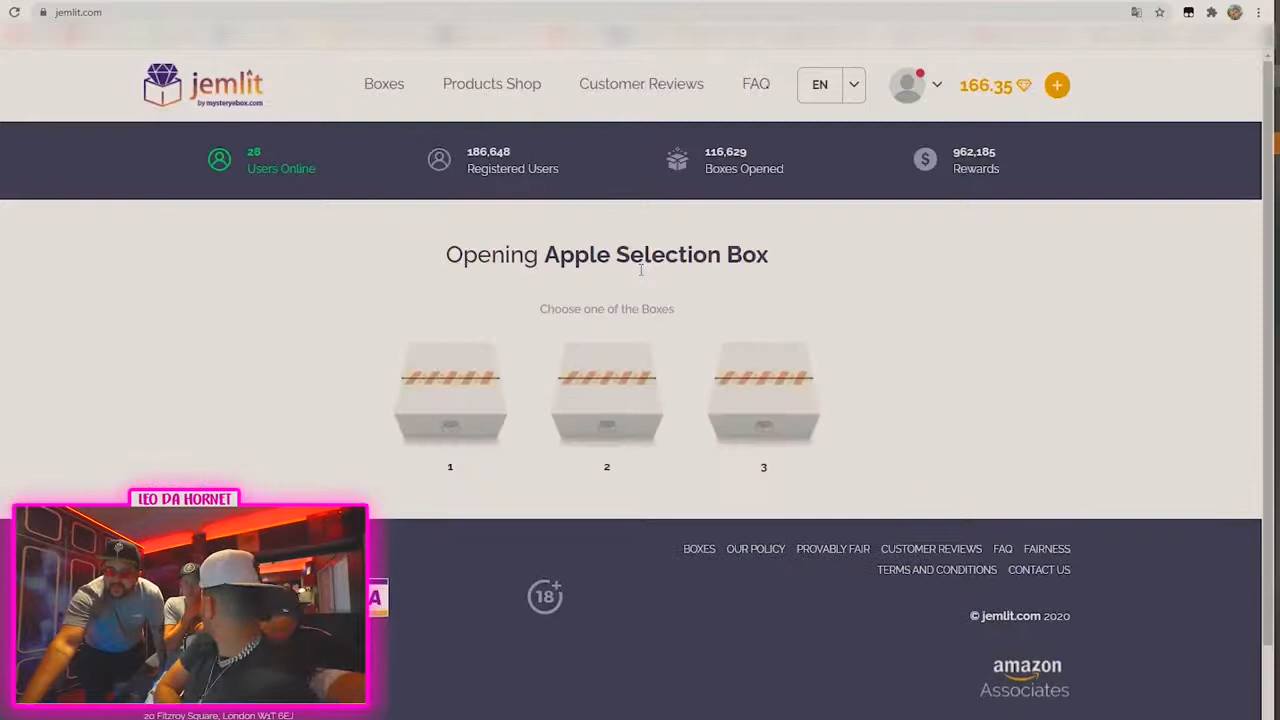 jemlit.com
jemlit
by mysteryebox.com
Boxes
Products Shop
Customer Reviews
FAQ
EN
166.35
28
Users Online
186,648
Registered Users
116,629
Boxes Opened
962,185
Rewards
Opening Apple Selection Box
Choose one of the Boxes
1
2
3
LEO DA HORNET
A
18+
BOXES
OUR POLICY
PROVABLY FAIR
CUSTOMER REVIEWS
FAQ
FAIRNESS
TERMS AND CONDITIONS
CONTACT US
© jemlit.com 2020
amazon
Associates
20 Fitzroy Square, London W1T 6EJ